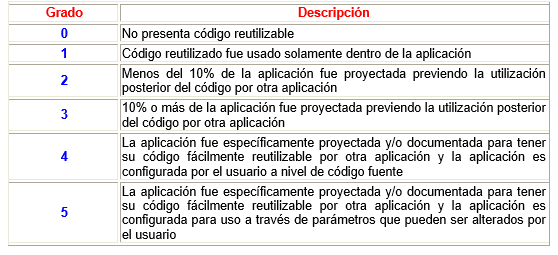 Grado Descripción
0 No presenta código reutilizable
1 Código reutilizado fue usado solamente dentro de la aplicación
2 Menos del 10% de la aplicación fue proyectada previendo la utilización
posterior del código por otra aplicación
3 10% o más de la aplicación fue proyectada previendo la utilización posterior
del código por otra aplicación
4 La aplicación fue específicamente proyectada y/o documentada para tener
su código fácilmente reutilizable por otra aplicación y la aplicación es
configurada por el usuario a nivel de código fuente
5 La aplicación fue específicamente proyectada y/o documentada para tener
su código fácilmente reutilizable por otra aplicación y la aplicación es
configurada para uso a través de parámetros que pueden ser alterados por
el usuario